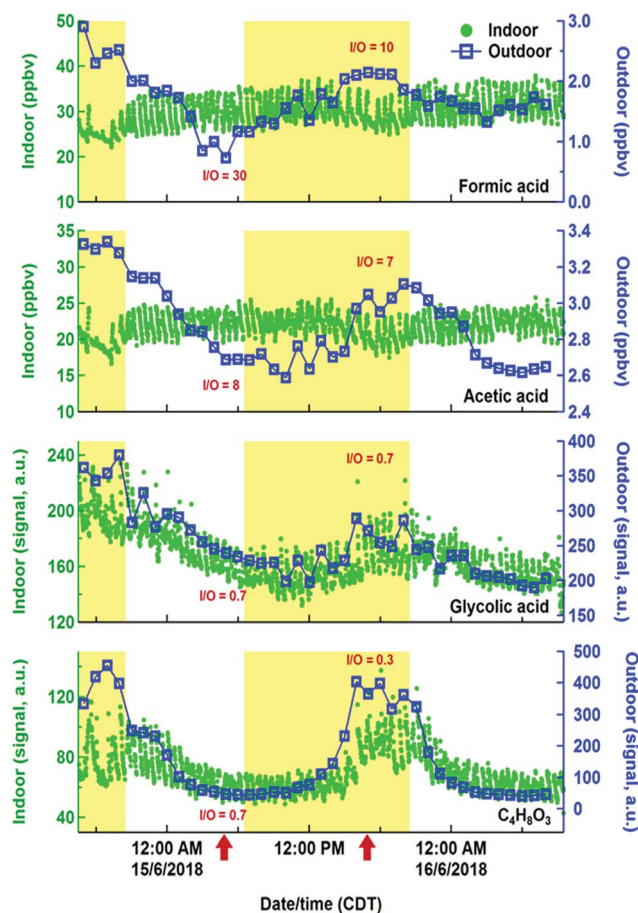 50
40
30
20
10
Indoor (ppbv)
I/O = 10
I/O = 30
Indoor
Outdoor
Formic acid
3.0
2.0
1.0
0.0
Outdoor
(ppbv)
35
30
25
20
15
10
Indoor (ppbv)
I/O = 7
I/O = 8
Acetic acid
3.4
3.2
3.0
2.8
2.6
2.4
Outdoor
(ppbv)
240
200
160
120
Indoor (signal, a.u.)
I/O = 0.7
I/O = 0.7
Glycolic acid
400
350
300
250
200
150
Outdoor
(signal, a.u.)
120
80
40
Indoor (signal, a.u.)
I/O = 0.3
I/O = 0.7
C₄H₈O₃
500
400
300
200
100
0
Outdoor
(signal, a.u.)
12:00 AM
15/6/2018
12:00 PM
12:00 AM
16/6/2018
Date/time (CDT)